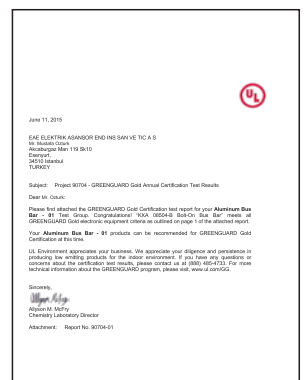 UL
June 11, 2015
EAE ELEKTRIK ASANSOR END INS SAN VE TIC A S
Mr. Mustafa Ozturk
Akcaburgaz Man 119 Sk10
Esenyurt,
34510 Istanbul
TURKEY
Subject: Project 90704 - GREENGUARD Gold Annual Certification Test Results
Dear Mr. Ozturk:
Please find attached the GREENGUARD Gold Certification test report for your Aluminum Bus
Bar - 01 Test Group. Congratulations! "KXA 08504-B Bolt-On Bus Bar" meets all
GREENGUARD Gold electronic equipment criteria as outlined on page 1 of the attached report.
Your Aluminum Bus Bar - 01 products can be recommended for GREENGUARD Gold
Certification at this time.
UL Environment appreciates your business. We appreciate your diligence and persistence in
producing low emitting products for the indoor environment. If you have any questions or
concerns about the certification test results, please contact us at (888) 485-4733. For more
technical information about the GREENGUARD program, please visit, www.ul.com/GG.
Sincerely,
Allyson M. McFry
Chemistry Laboratory Director
Attachment: Report No. 90704-01